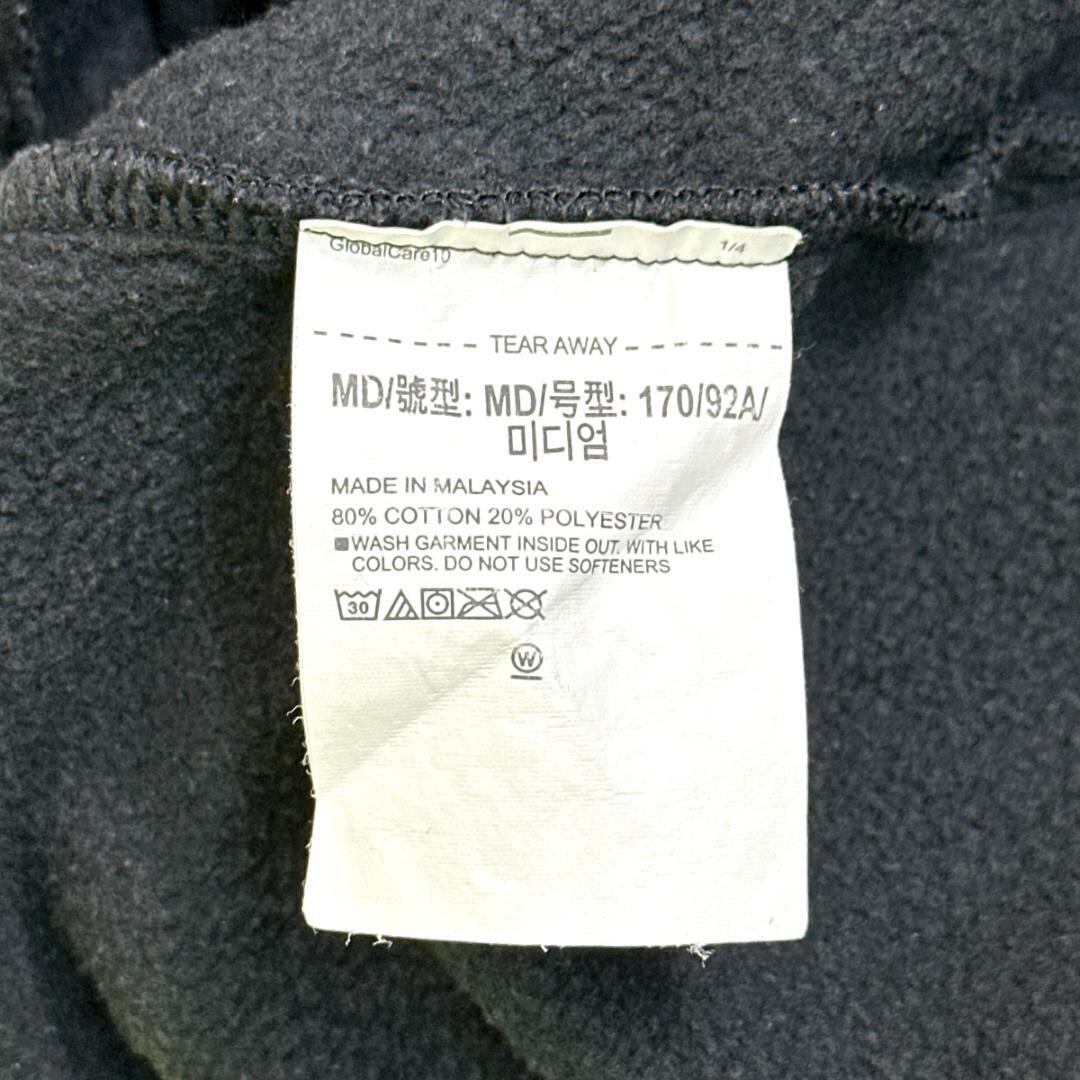 GlobalCare10
1/4
TEAR AWAY
MD/號型: MD/号型: 170/92A/
미디엄
MADE IN MALAYSIA
80% COTTON 20% POLYESTER
WASH GARMENT INSIDE OUT. WITH LIKE
COLORS. DO NOT USE SOFTENERS
30
W